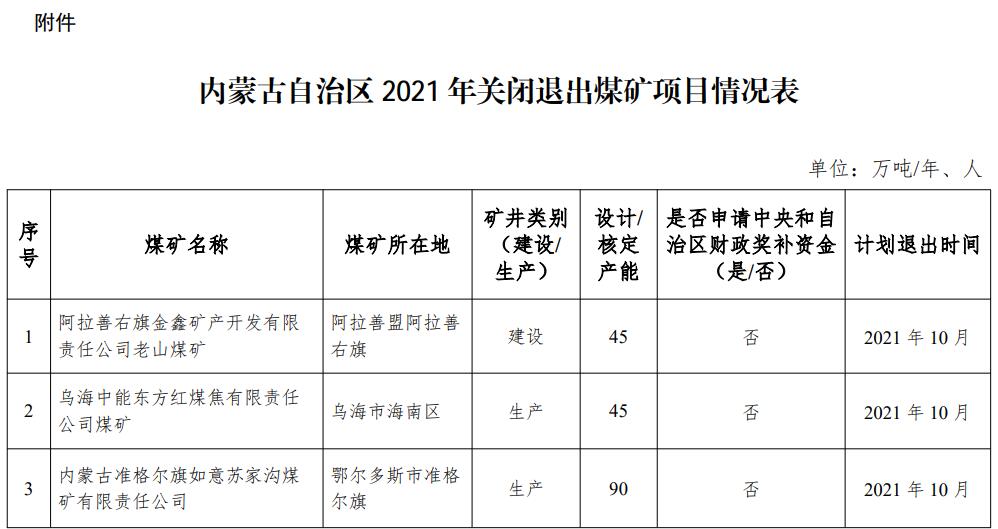 附件
内蒙古自治区 2021 年关闭退出煤矿项目情况表
单位：万吨/年、人
序号
煤矿名称
煤矿所在地
矿井类别
（建设/
生产）
设计/
核定
产能
是否申请中央和自
治区财政奖补资金
（是/否）
计划退出时间
1
阿拉善右旗金鑫矿产开发有限
责任公司老山煤矿
阿拉善盟阿拉善
右旗
建设
45
否
2021 年 10 月
2
乌海中能东方红煤焦有限责任
公司煤矿
乌海市海南区
生产
45
否
2021 年 10 月
3
内蒙古准格尔旗如意苏家沟煤
矿有限责任公司
鄂尔多斯市准格
尔旗
生产
90
否
2021 年 10 月